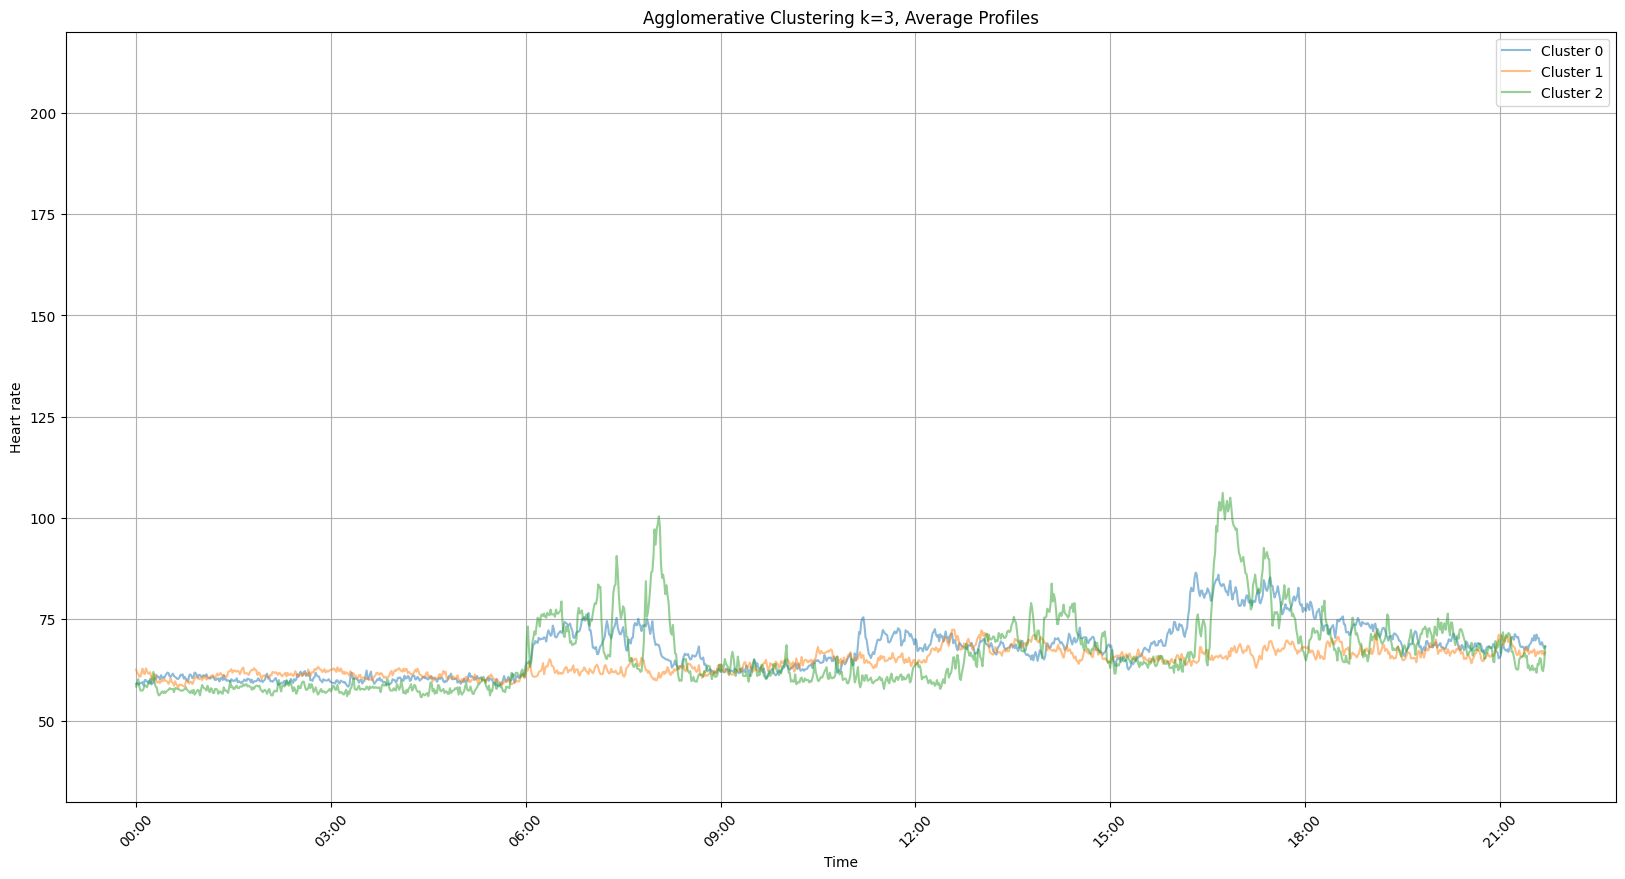 Agglomerative Clustering k=3, Average Profiles
Cluster 0
Cluster 1
Cluster 2
Heart rate
200
175
150
125
100
75
50
00:00
03:00
06:00
09:00
12:00
15:00
18:00
21:00
Time